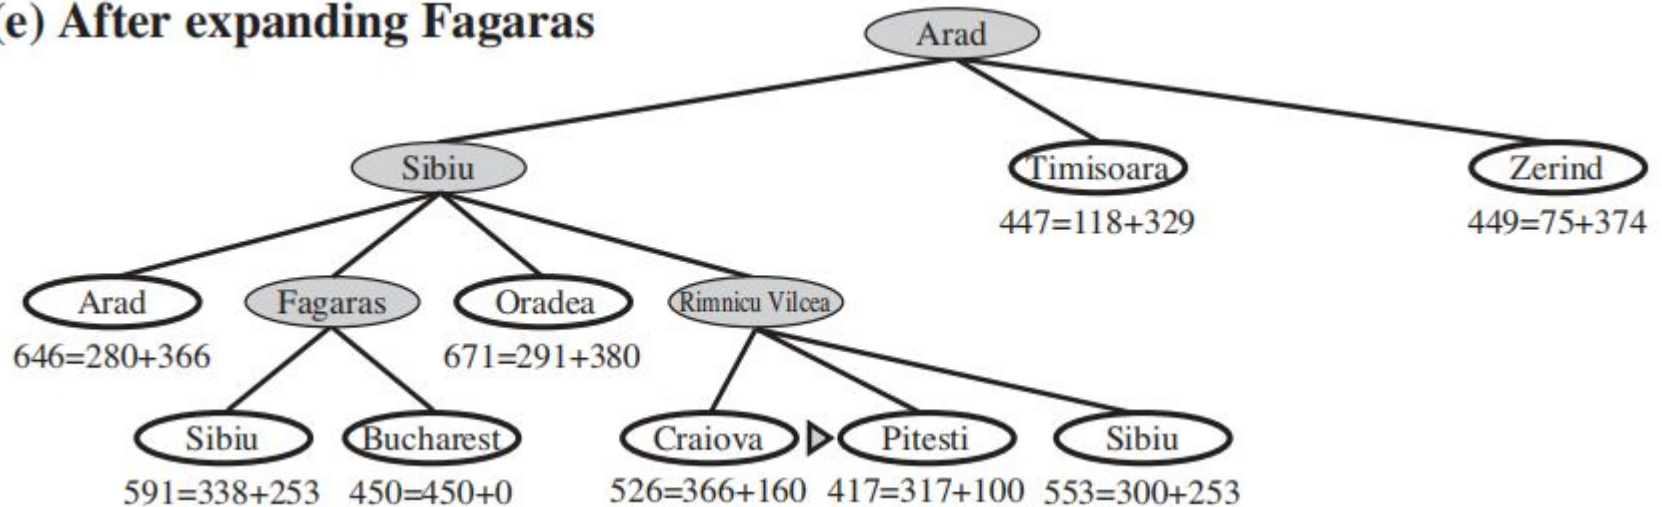 (e) After expanding Fagaras
Arad
Sibiu Timisoara Zerind
447=118+329 449=75+374
Arad Fagaras Oradea Rimnicu Vilcea
646=280+366 671=291+380
Sibiu Bucharest Craiova Pitesti Sibiu
591=338+253 450=450+0 526=366+160 417=317+100 553=300+253